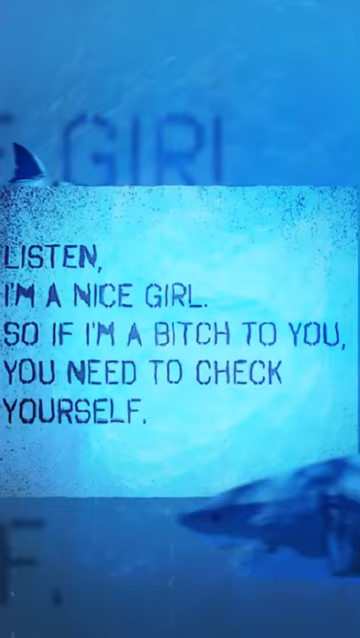 GIRL
LISTEN,
I'M A NICE GIRL.
SO IF I'M A BITCH TO YOU,
YOU NEED TO CHECK
YOURSELF.
F.